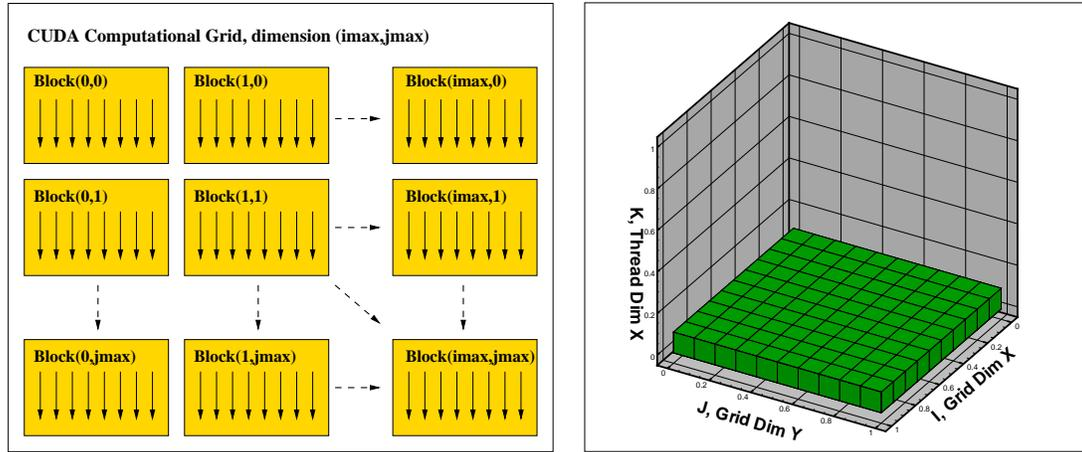 CUDA Computational Grid, dimension (imax,jmax)
Block(0,0)
Block(1,0)
Block(imax,0)
Block(0,1)
Block(1,1)
Block(imax,1)
Block(0,jmax)
Block(1,jmax)
Block(imax,jmax)
K, Thread Dim X
1
0.8
0.6
0.4
0.2
0
J, Grid Dim Y
0
0.2
0.4
0.6
0.8
1
I, Grid Dim X
0
0.2
0.4
0.6
0.8
1